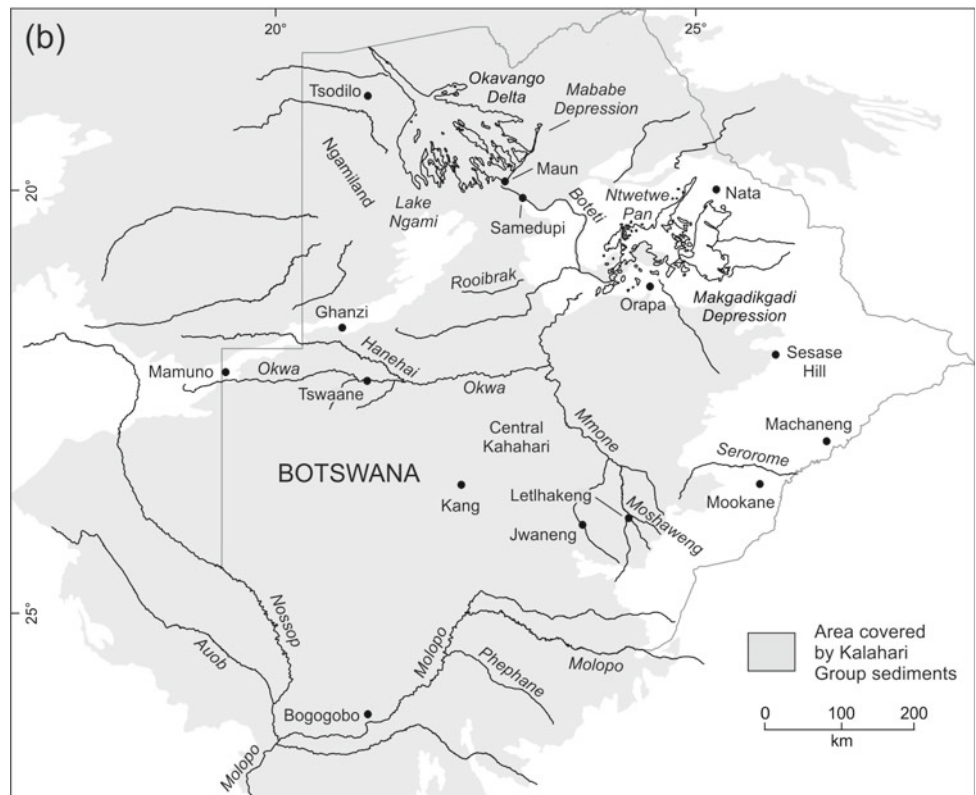 (b)
20°
25°
Tsodilo
Okavango
Delta
Mababe
Depression
Ngamiland
Maun
20°
Lake
Ngami
Samedupi
Boteti
Ntwetwe
Pan
Nata
Rooibrak
Orapa
Makgadikgadi
Depression
Ghanzi
Hanehai
Mamuno
Okwa
Tswaane
Okwa
Sesase
Hill
Mmone
Central
Kahahari
Machaneng
BOTSWANA
Serorome
Kang
Letlhakeng
Moshaweng
Mookane
Jwaneng
25°
Nossop
Auob
Molopo
Phephane
Molopo
Area covered
by Kalahari
Group sediments
Bogogobo
Molopo
0 100 200
km